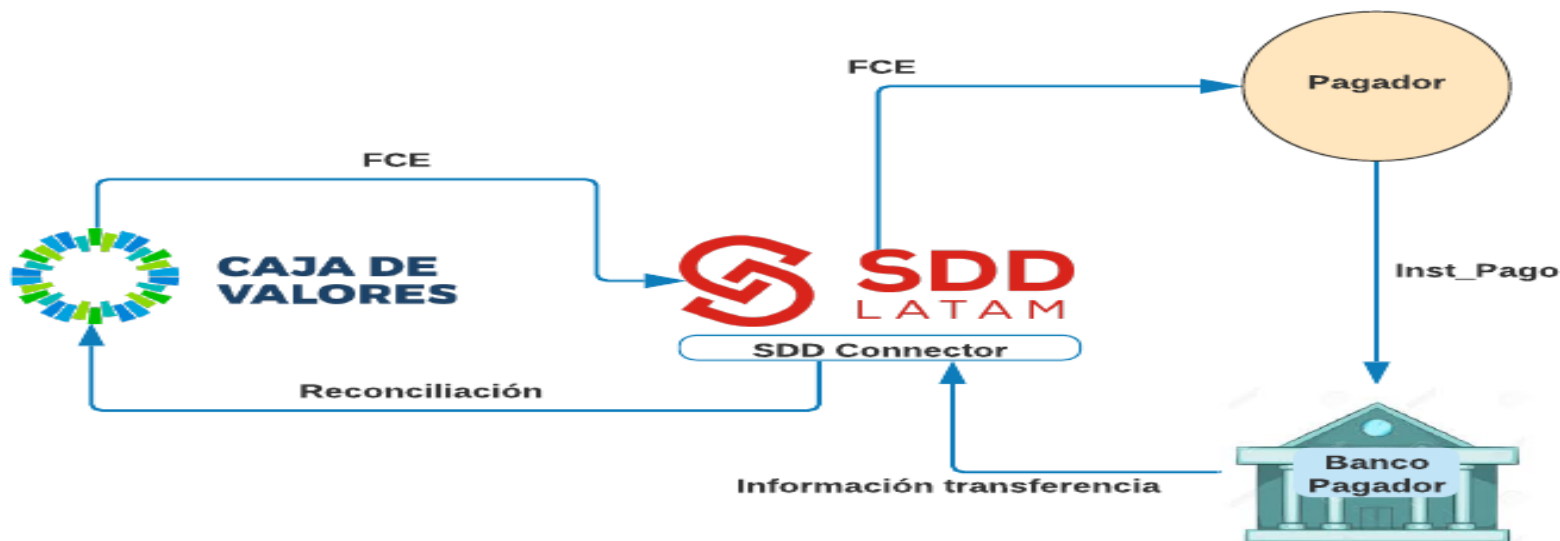 FCE
Pagador
FCE
CAJA DE
VALORES
SDD
LATAM
Inst_Pago
SDD Connector
Reconciliación
Banco
Pagador
Información transferencia